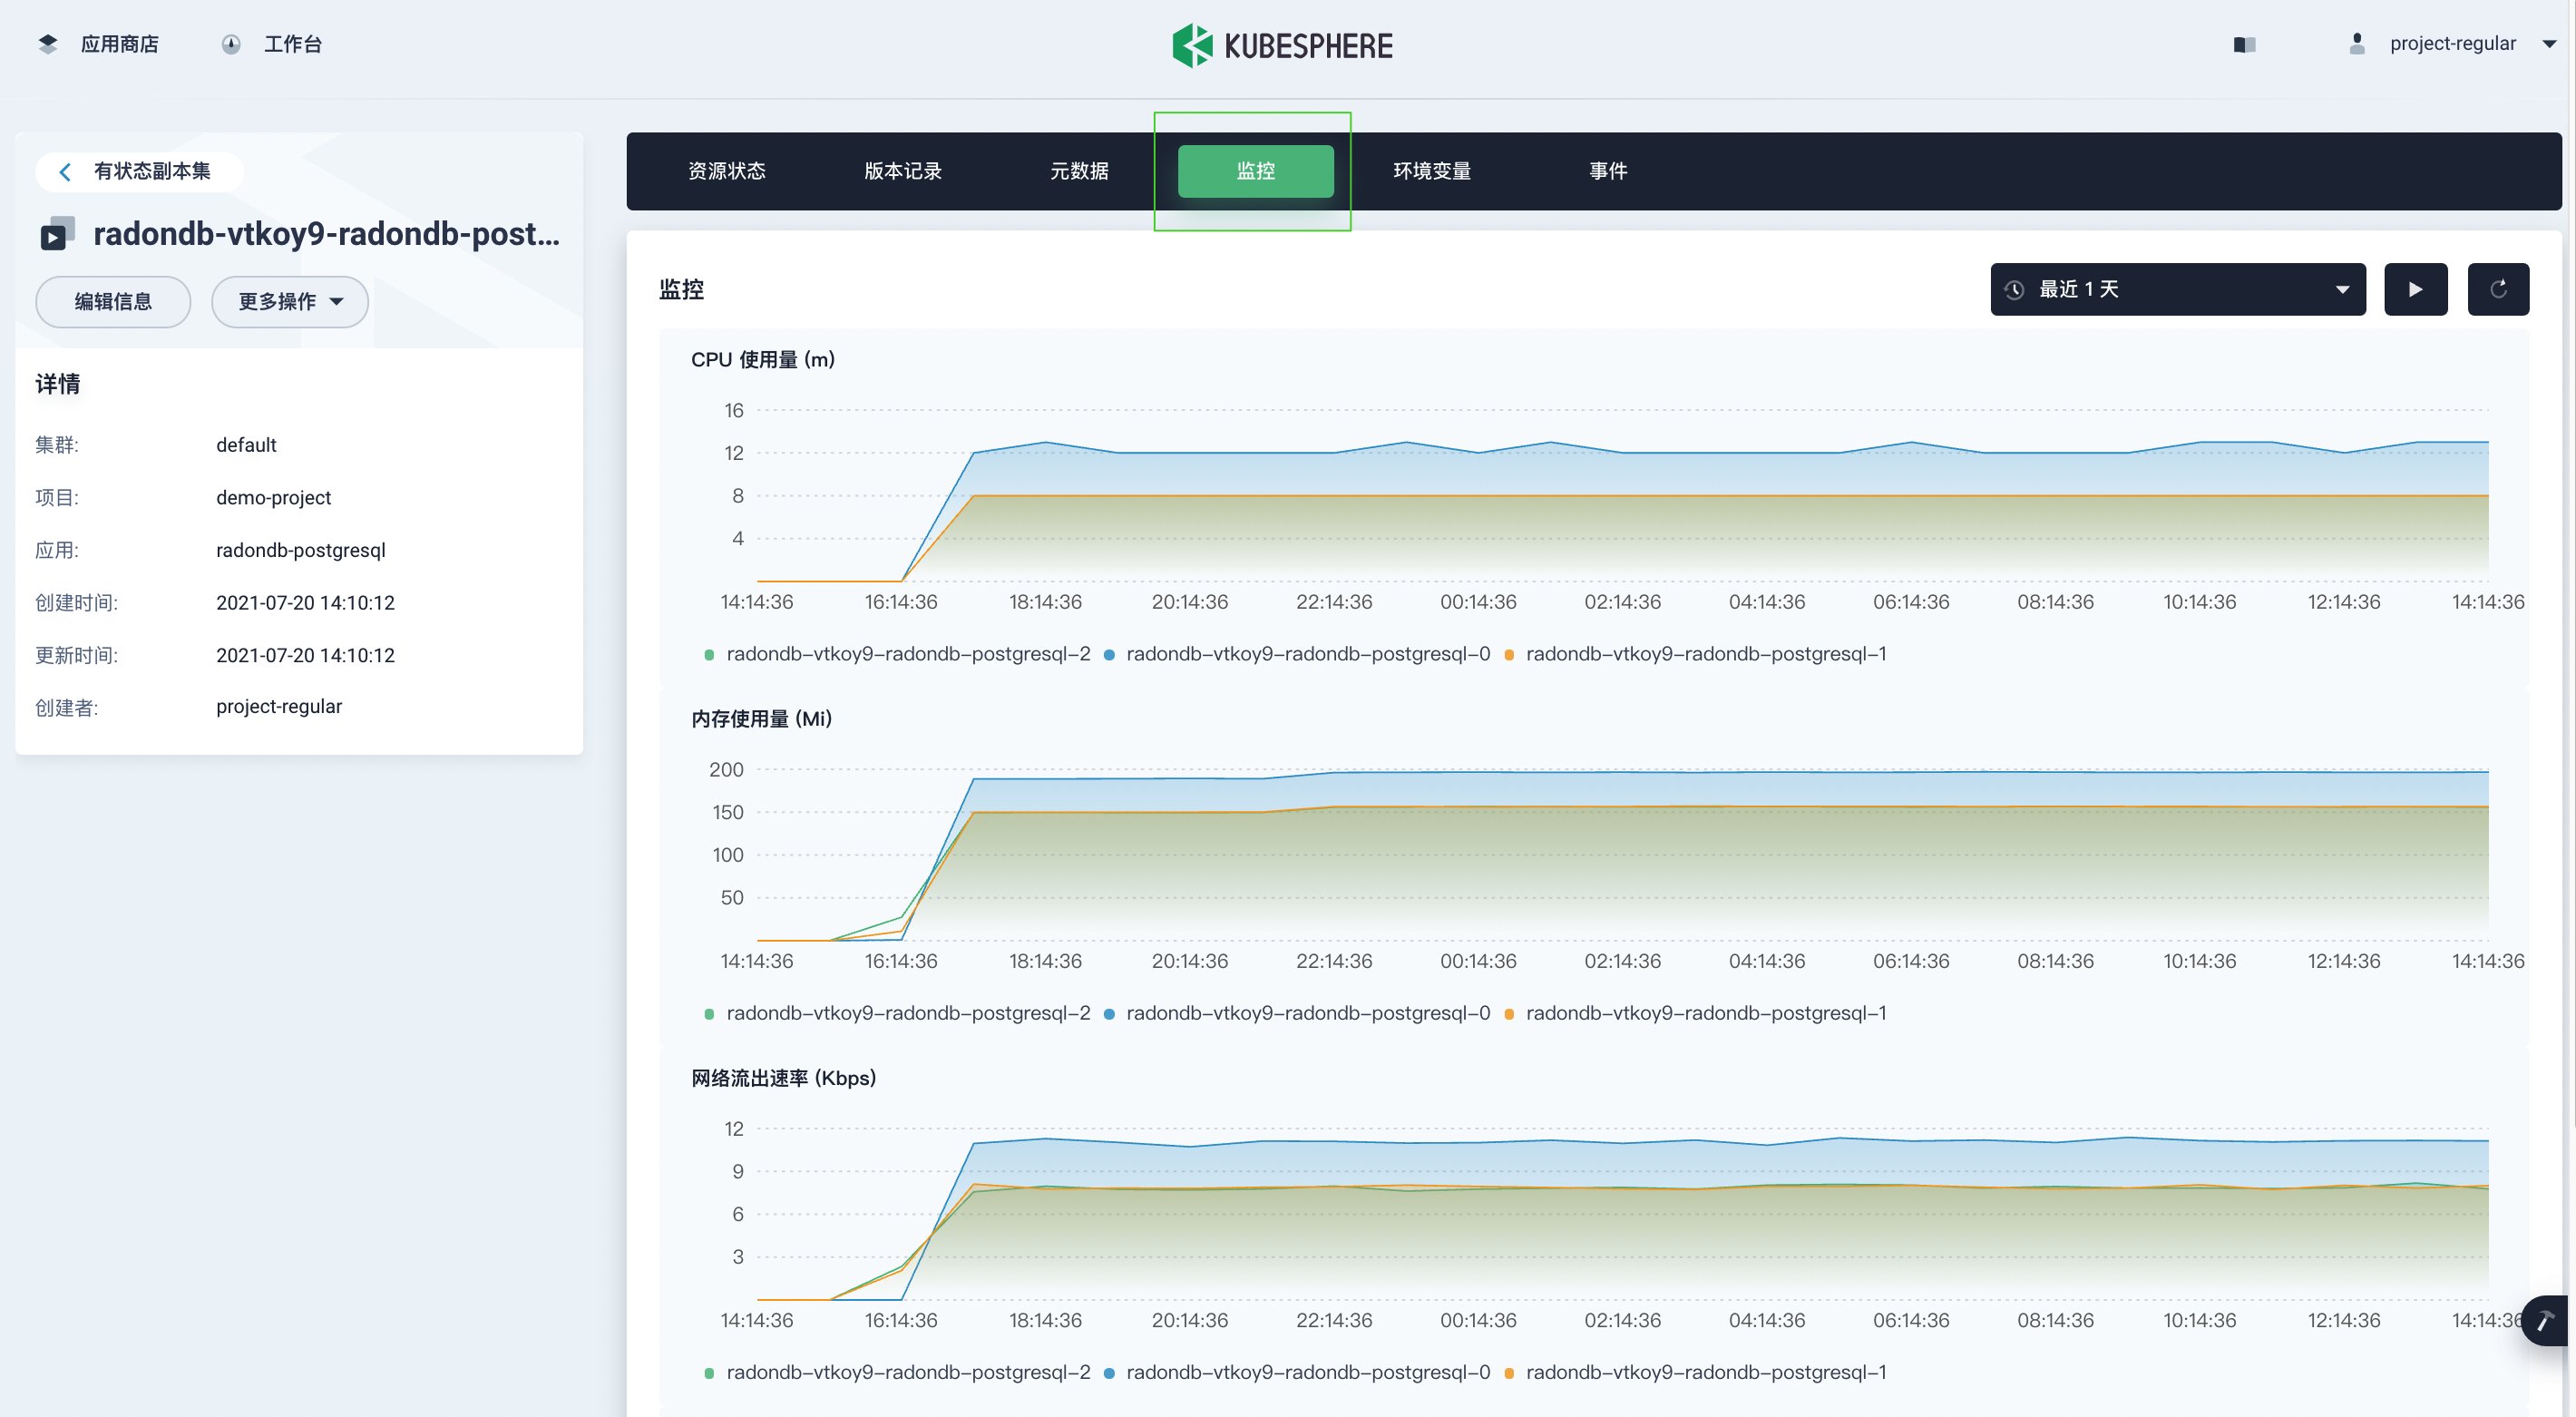 应用商店 工作台 KUBESPHERE project-regular
有状态副本集
radondb-vtkoy9-radondb-post...
编辑信息 更多操作
详情
集群: default
项目: demo-project
应用: radondb-postgresql
创建时间: 2021-07-20 14:10:12
更新时间: 2021-07-20 14:10:12
创建者: project-regular
资源状态 版本记录 元数据 监控 环境变量 事件
监控 最近 1 天
CPU 使用量 (m)
16
12
8
4
14:14:36 16:14:36 18:14:36 20:14:36 22:14:36 00:14:36 02:14:36 04:14:36 06:14:36 08:14:36 10:14:36 12:14:36 14:14:36
radondb-vtkoy9-radondb-postgresql-2 radondb-vtkoy9-radondb-postgresql-0 radondb-vtkoy9-radondb-postgresql-1
内存使用量 (Mi)
200
150
100
50
14:14:36 16:14:36 18:14:36 20:14:36 22:14:36 00:14:36 02:14:36 04:14:36 06:14:36 08:14:36 10:14:36 12:14:36 14:14:36
radondb-vtkoy9-radondb-postgresql-2 radondb-vtkoy9-radondb-postgresql-0 radondb-vtkoy9-radondb-postgresql-1
网络流出速率 (Kbps)
12
9
6
3
14:14:36 16:14:36 18:14:36 20:14:36 22:14:36 00:14:36 02:14:36 04:14:36 06:14:36 08:14:36 10:14:36 12:14:36 14:14:36
radondb-vtkoy9-radondb-postgresql-2 radondb-vtkoy9-radondb-postgresql-0 radondb-vtkoy9-radondb-postgresql-1